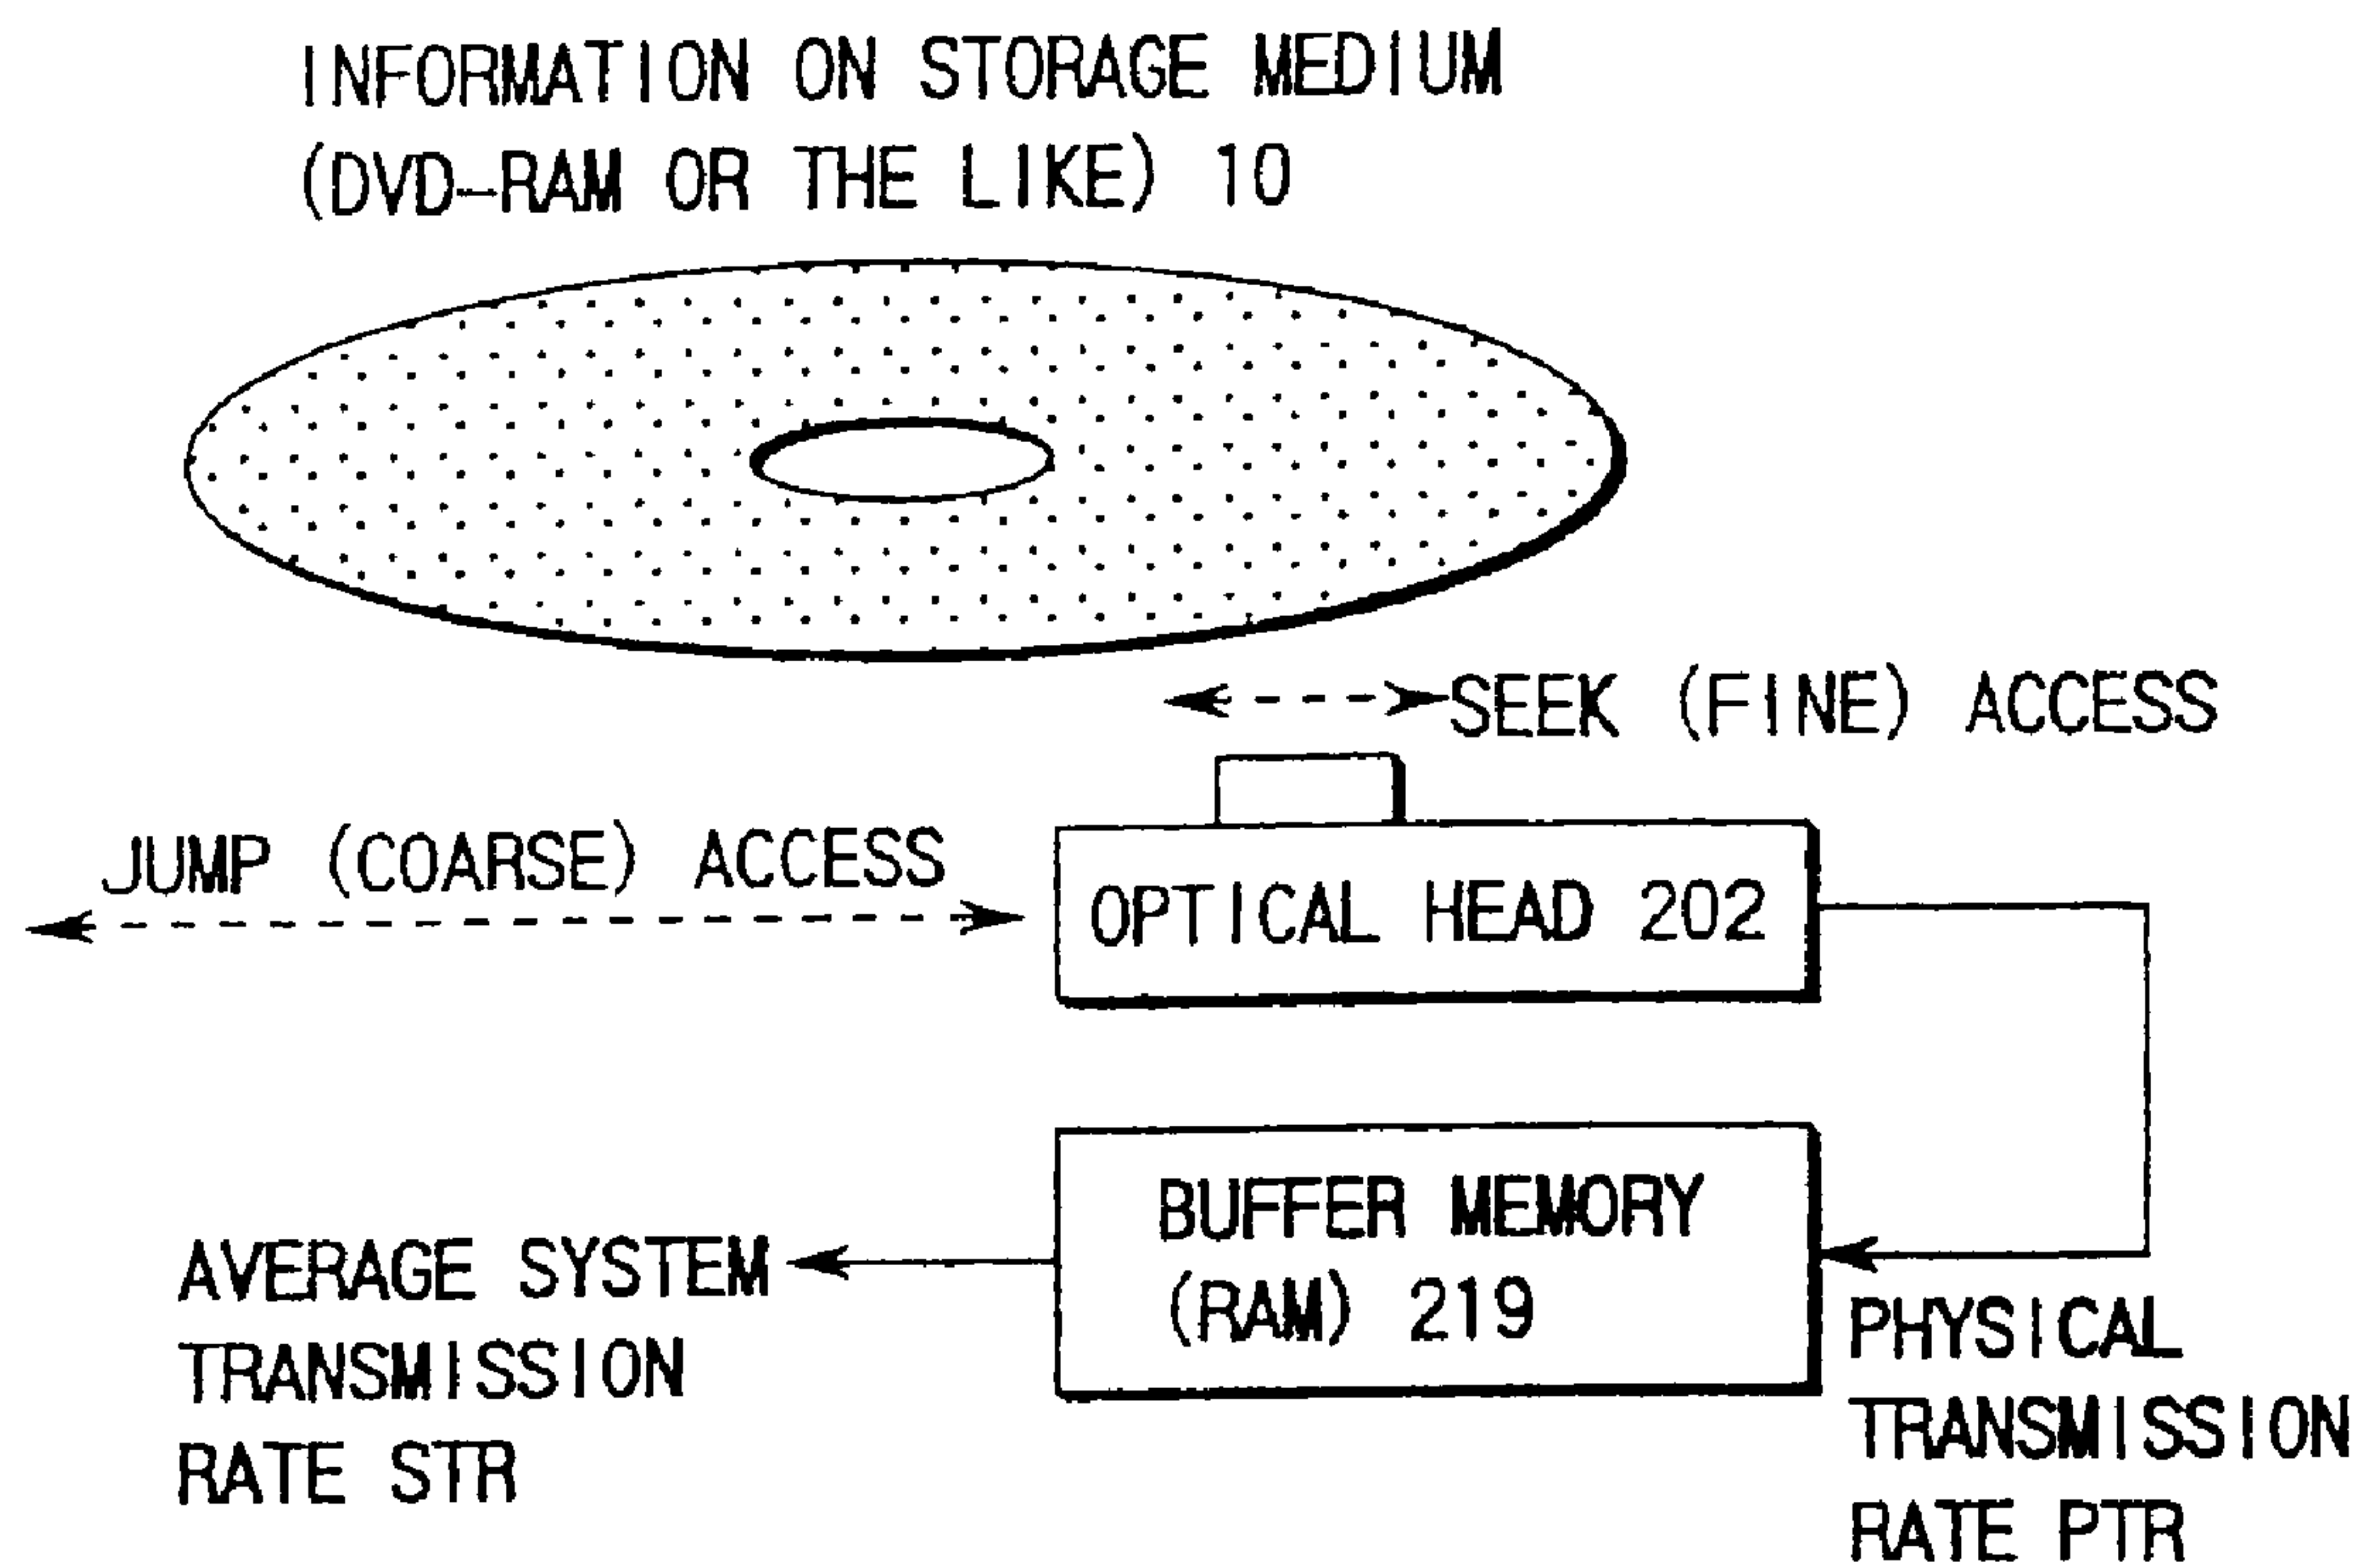 INFORMATION ON STORAGE MEDIUM
(DVD-RAM OR THE LIKE) 10
SEEK (FINE) ACCESS
JUMP (COARSE) ACCESS
OPTICAL HEAD 202
BUFFER MEMORY
(RAM) 219
AVERAGE SYSTEM
TRANSMISSION
RATE STR
PHYSICAL
TRANSMISSION
RATE PTR